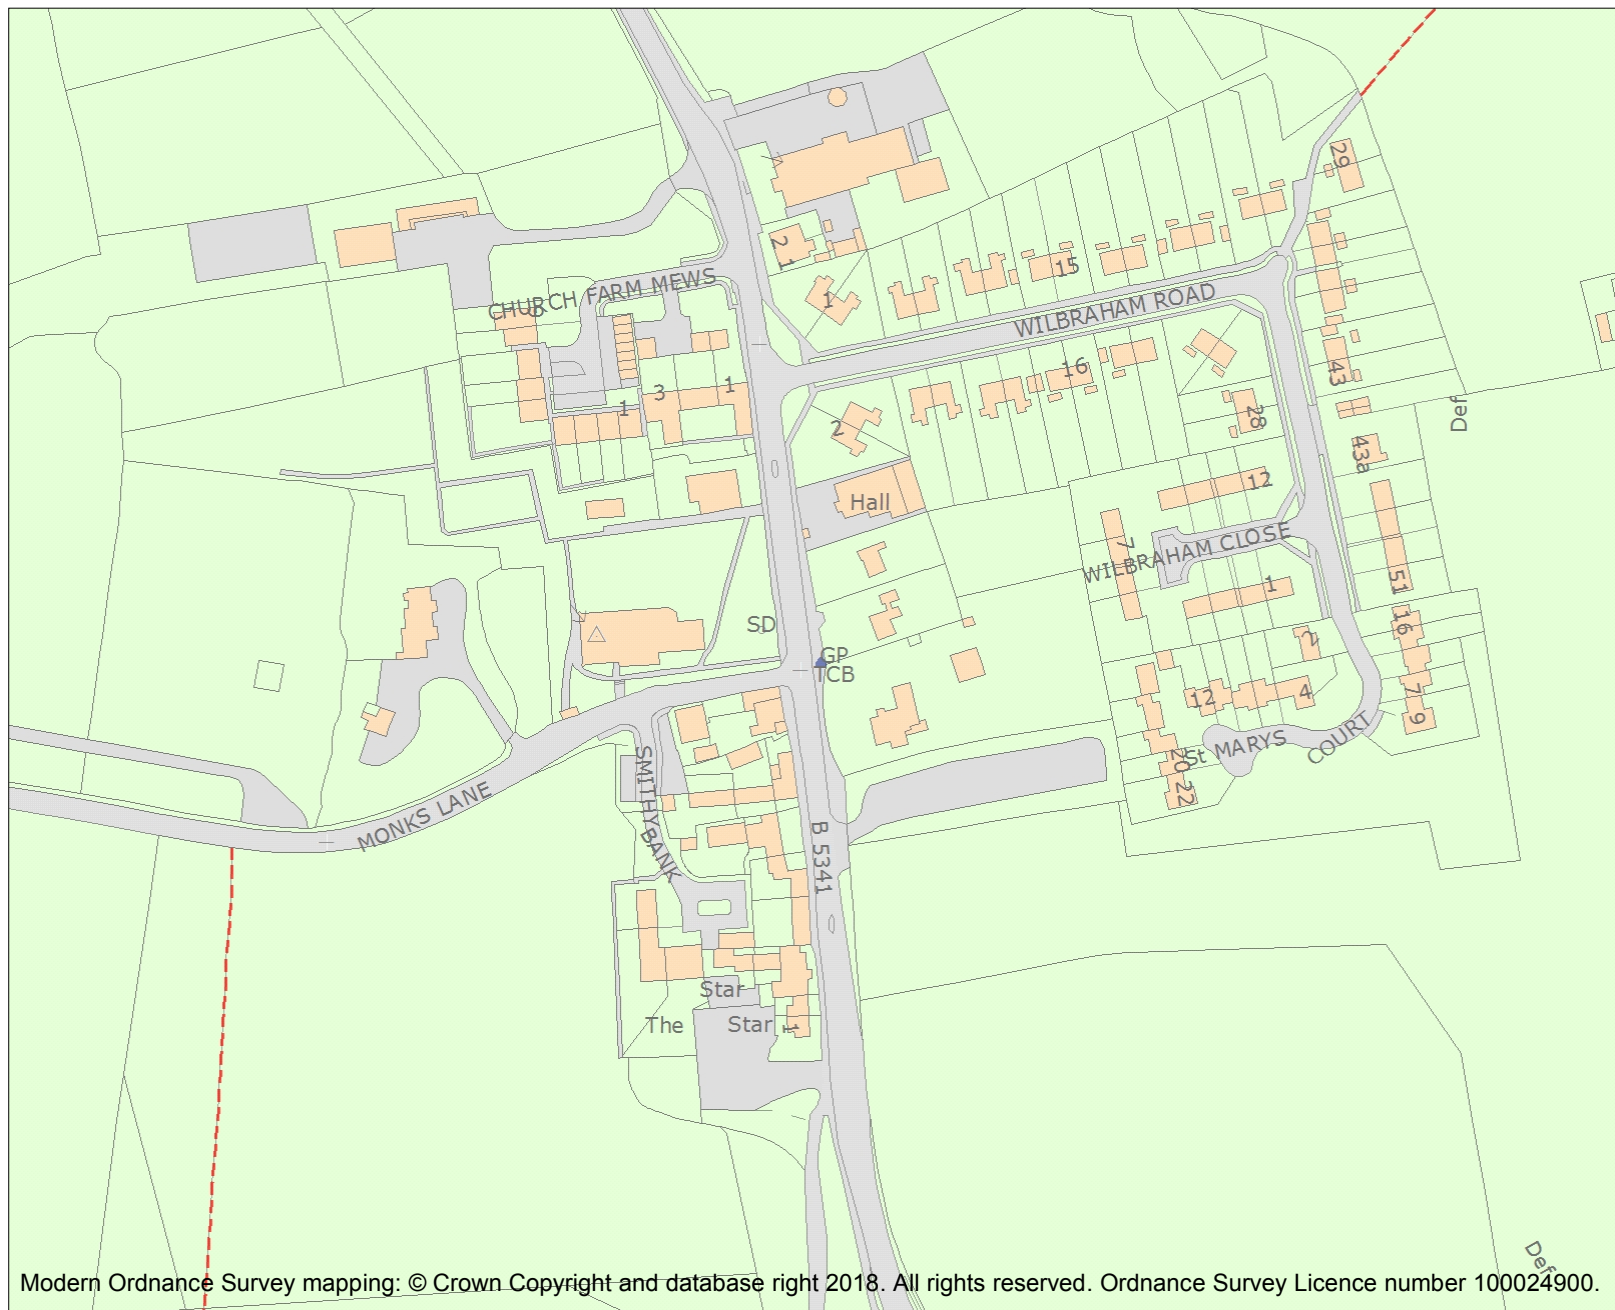 29
2 1
CHURCH FARM MEWS
8
1
15
WILBRAHAM ROAD
16
43
3
1
1
2
28
Def
43a
Hall
12
7
WILBRAHAM CLOSE
51
1
16
SD
2
GP
TCB
12
4
7
9
St MARYS COURT
20
22
SMITHYBANK
MONKS LANE
B 5341
Star
The Star
1
Def
Modern Ordnance Survey mapping: © Crown Copyright and database right 2018. All rights reserved. Ordnance Survey Licence number 100024900.